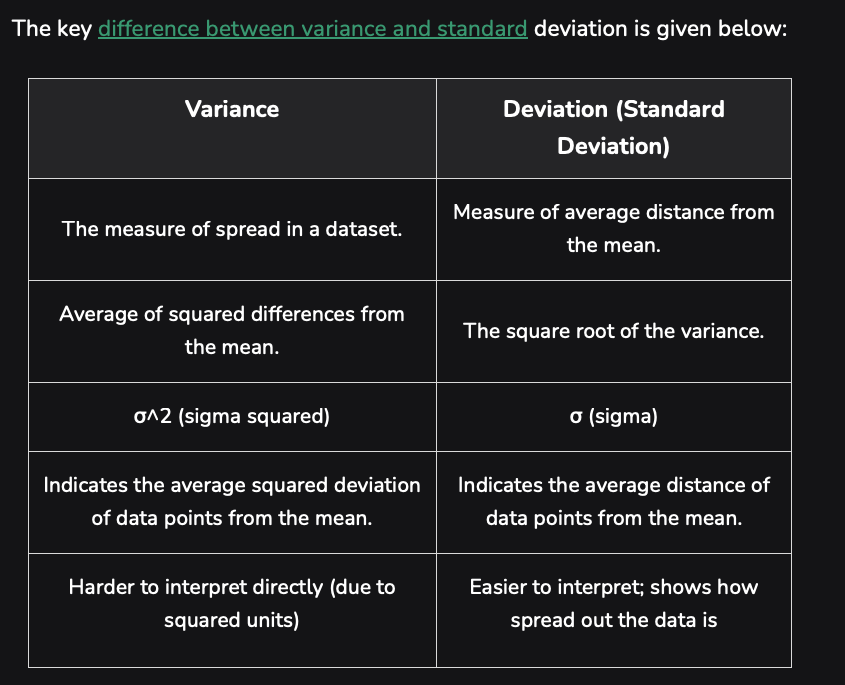 The key difference between variance and standard deviation is given below:
Variance
Deviation (Standard
Deviation)
The measure of spread in a dataset.
Measure of average distance from
the mean.
Average of squared differences from
the mean.
The square root of the variance.
σ^2 (sigma squared)
σ (sigma)
Indicates the average squared deviation
of data points from the mean.
Indicates the average distance of
data points from the mean.
Harder to interpret directly (due to
squared units)
Easier to interpret; shows how
spread out the data is